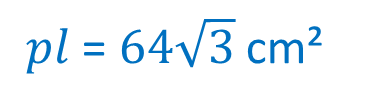 pl = 64√3 cm²